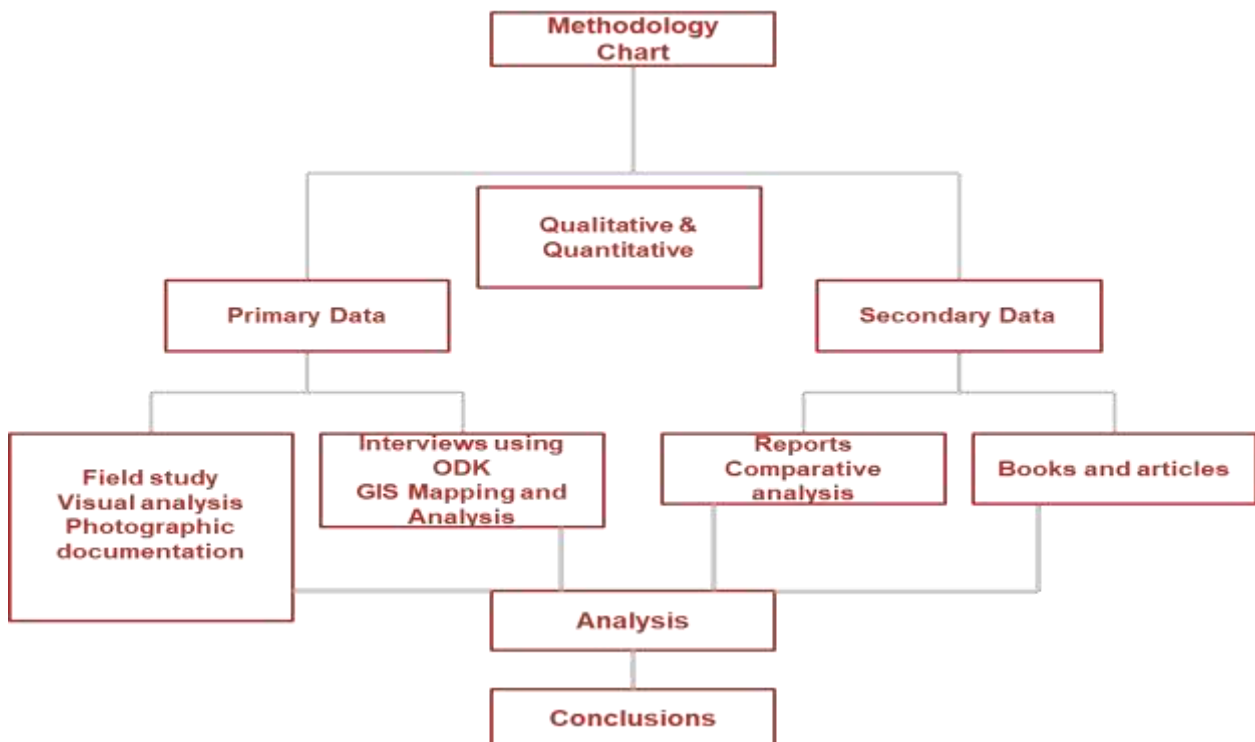 Methodology
Chart
Qualitative &
Quantitative
Primary Data
Secondary Data
Field study
Visual analysis
Photographic
documentation
Interviews using
ODK
GIS Mapping and
Analysis
Reports
Comparative
analysis
Books and articles
Analysis
Conclusions